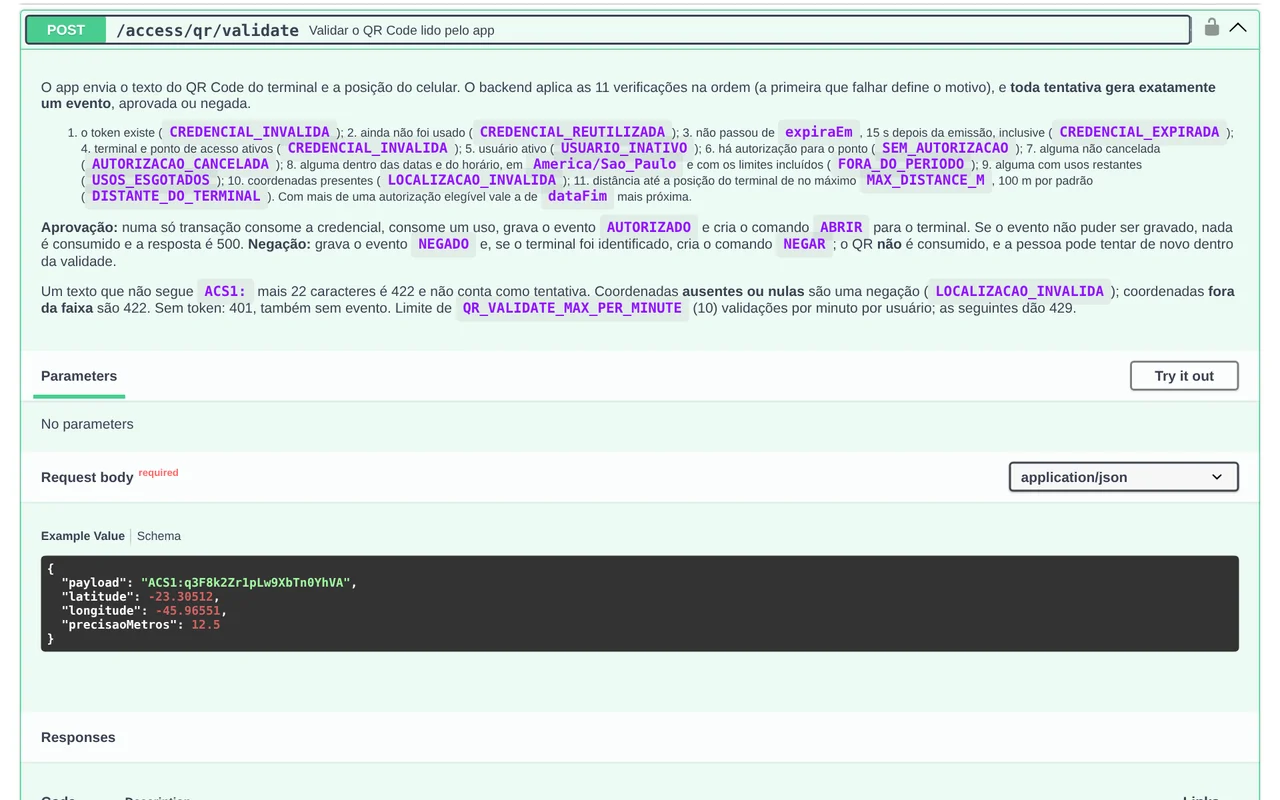 POST /access/qr/validate Validar o QR Code lido pelo app
O app envia o texto do QR Code do terminal e a posição do celular. O backend aplica as 11 verificações na ordem (a primeira que falhar define o motivo), e toda tentativa gera exatamente
um evento, aprovada ou negada.
1. o token existe ( CREDENCIAL_INVALIDA ); 2. ainda não foi usado ( CREDENCIAL_REUTILIZADA ); 3. não passou de expiraEm , 15 s depois da emissão, inclusive ( CREDENCIAL_EXPIRADA );
4. terminal e ponto de acesso ativos ( CREDENCIAL_INVALIDA ); 5. usuário ativo ( USUARIO_INATIVO ); 6. há autorização para o ponto ( SEM_AUTORIZACAO ); 7. alguma não cancelada
( AUTORIZACAO_CANCELADA ); 8. alguma dentro das datas e do horário, em America/Sao_Paulo e com os limites incluídos ( FORA_DO_PERIODO ); 9. alguma com usos restantes
( USOS_ESGOTADOS ); 10. coordenadas presentes ( LOCALIZACAO_INVALIDA ); 11. distância até a posição do terminal de no máximo MAX_DISTANCE_M , 100 m por padrão
( DISTANTE_DO_TERMINAL ). Com mais de uma autorização elegível vale a de dataFim mais próxima.
Aprovação: numa só transação consome a credencial, consome um uso, grava o evento AUTORIZADO e cria o comando ABRIR para o terminal. Se o evento não puder ser gravado, nada
é consumido e a resposta é 500. Negação: grava o evento NEGADO e, se o terminal foi identificado, cria o comando NEGAR ; o QR não é consumido, e a pessoa pode tentar de novo dentro
da validade.
Um texto que não segue ACS1: mais 22 caracteres é 422 e não conta como tentativa. Coordenadas ausentes ou nulas são uma negação ( LOCALIZACAO_INVALIDA ); coordenadas fora
da faixa são 422. Sem token: 401, também sem evento. Limite de QR_VALIDATE_MAX_PER_MINUTE (10) validações por minuto por usuário; as seguintes dão 429.
Parameters
Try it out
No parameters
Request body required
application/json
Example Value Schema
{
"payload": "ACS1:q3F8k2Zr1pLw9XbTn0YhVA",
"latitude": -23.30512,
"longitude": -45.96551,
"precisaoMetros": 12.5
}
Responses
Code Description Links